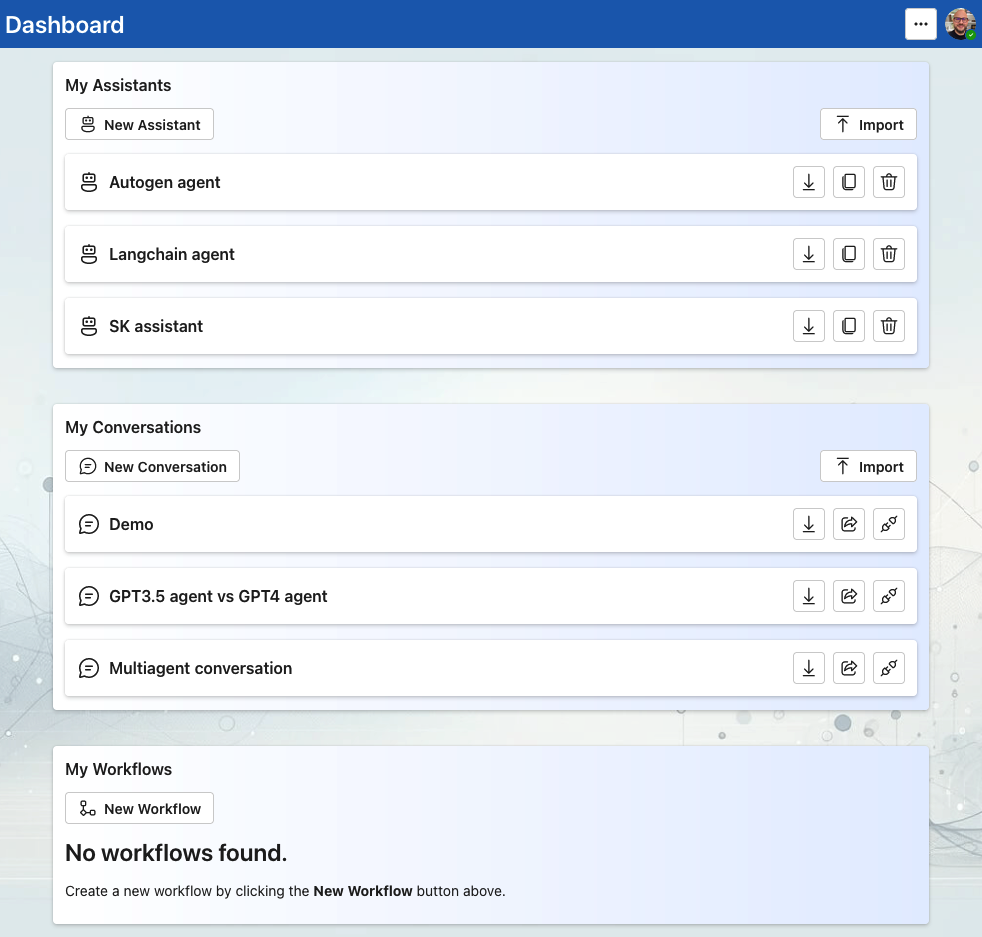 Dashboard
My Assistants
New Assistant
Import
Autogen agent
Langchain agent
SK assistant
My Conversations
New Conversation
Import
Demo
GPT3.5 agent vs GPT4 agent
Multiagent conversation
My Workflows
New Workflow
No workflows found.
Create a new workflow by clicking the New Workflow button above.